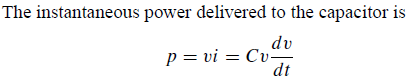 The instantaneous power delivered to the capacitor is
p = vi = Cv dv/dt